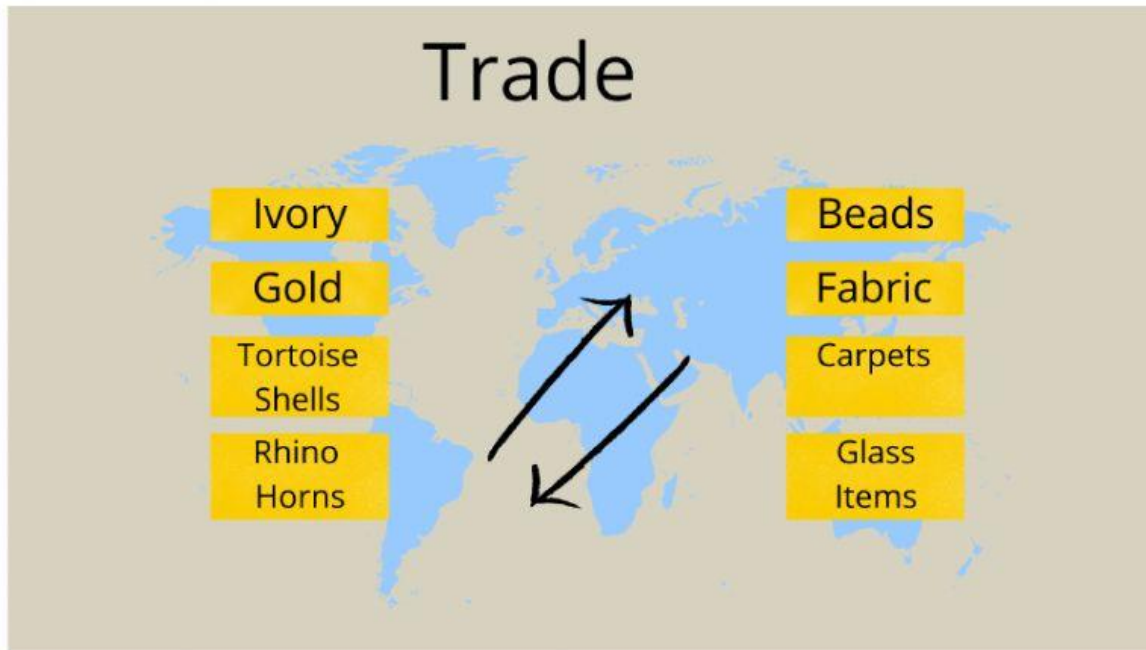 Trade
Ivory
Gold
Tortoise
Shells
Rhino
Horns
Beads
Fabric
Carpets
Glass
Items